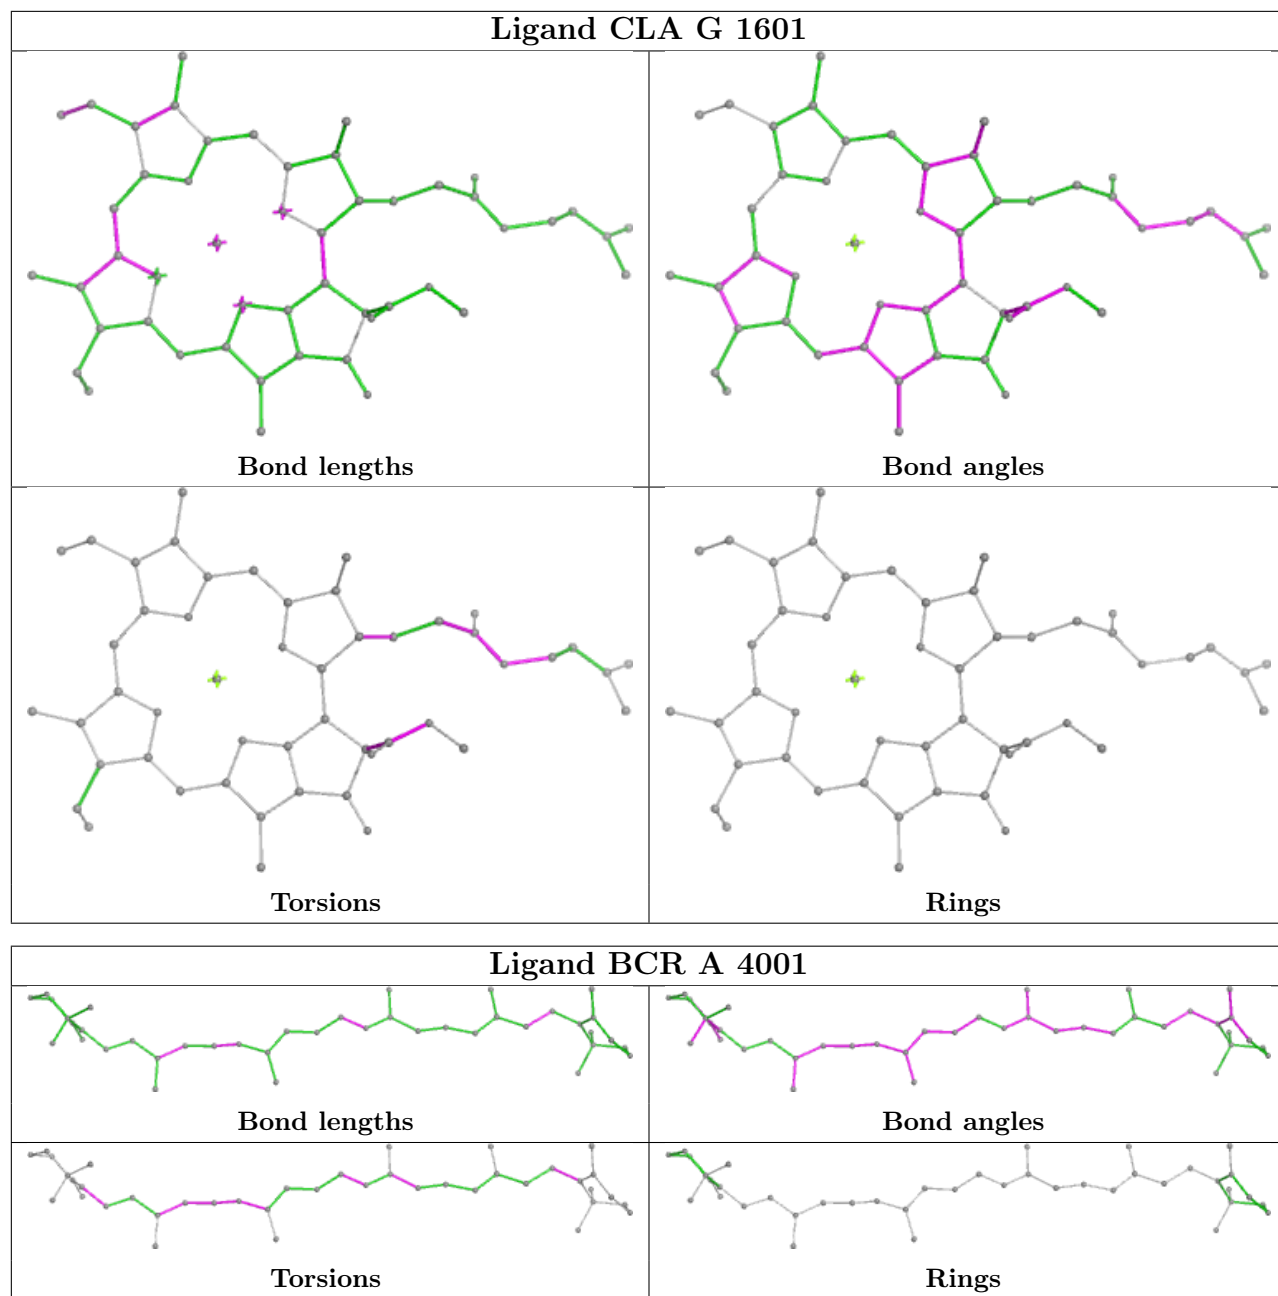 Ligand CLA G 1601
Bond lengths
Bond angles
Torsions
Rings
Ligand BCR A 4001
Bond lengths
Bond angles
Torsions
Rings